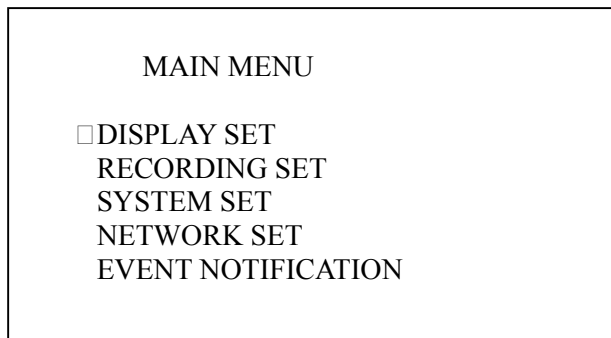 MAIN MENU
□DISPLAY SET
RECORDING SET
SYSTEM SET
NETWORK SET
EVENT NOTIFICATION